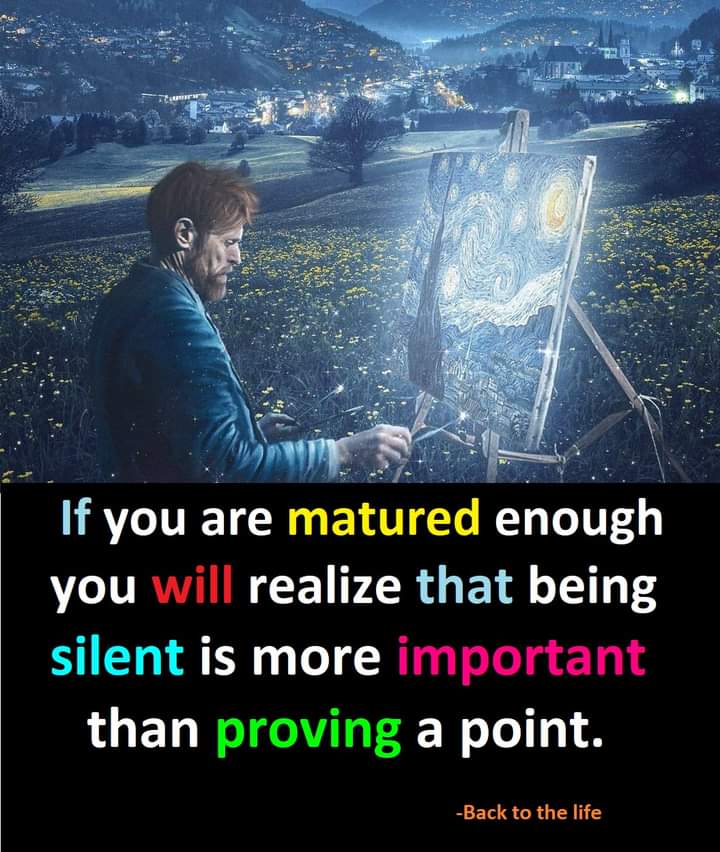 If you are matured enough
you will realize that being
silent is more important
than proving a point.
-Back to the life